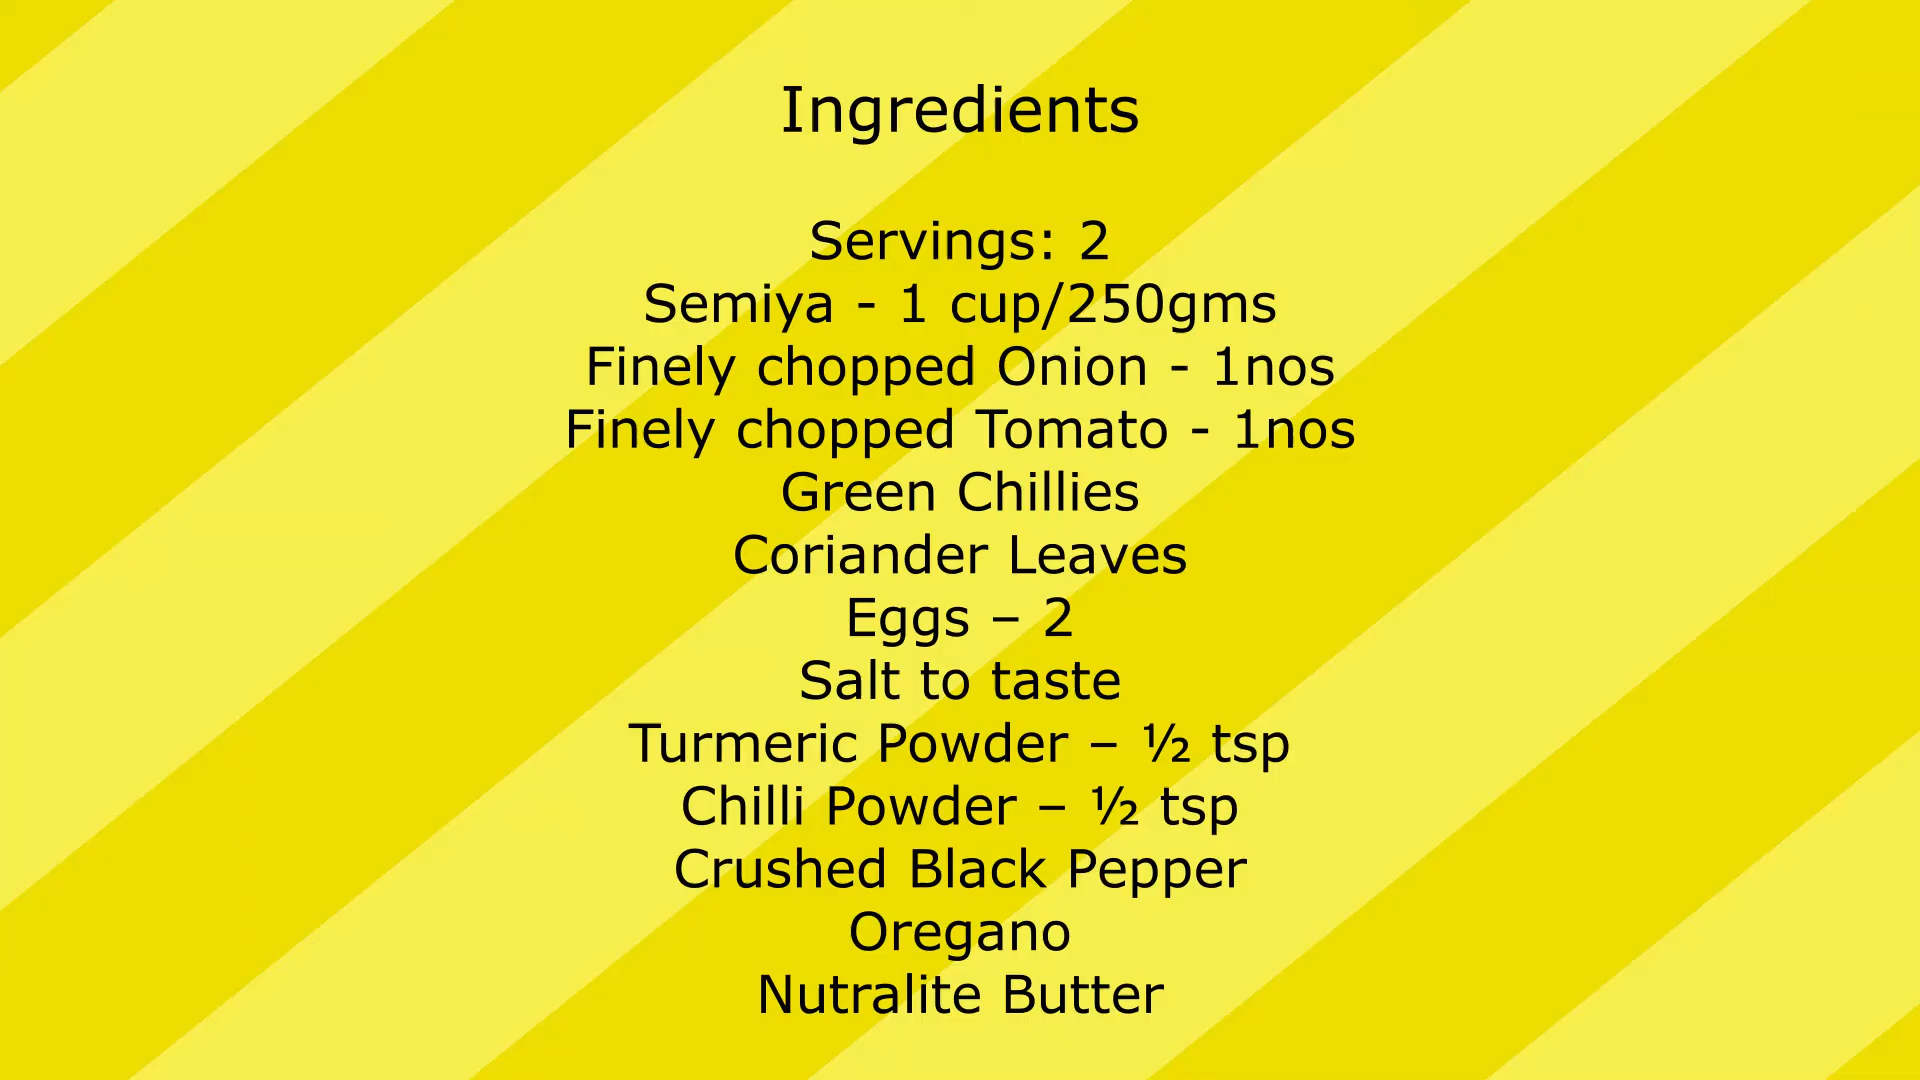 Ingredients
Servings: 2
Semiya - 1 cup/250gms
Finely chopped Onion - 1nos
Finely chopped Tomato - 1nos
Green Chillies
Coriander Leaves
Eggs – 2
Salt to taste
Turmeric Powder – ½ tsp
Chilli Powder – ½ tsp
Crushed Black Pepper
Oregano
Nutralite Butter